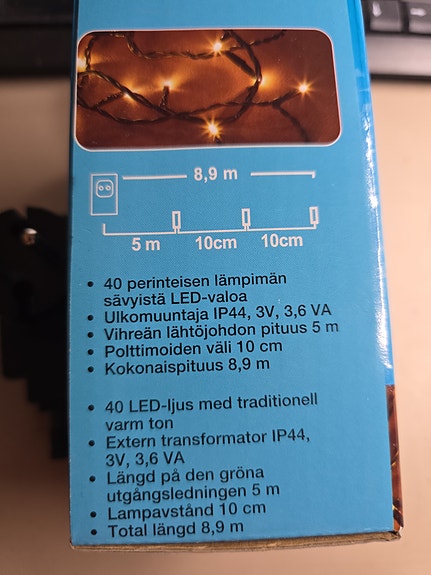 8,9 m
5 m 10cm 10cm
• 40 perinteisen lämpimän
sävyistä LED-valoa
• Ulkomuuntaja IP44, 3V, 3,6 VA
• Vihreän lähtöjohdon pituus 5 m
• Polttimoiden väli 10 cm
• Kokonaispituus 8,9 m
• 40 LED-ljus med traditionell
varm ton
• Extern transformator IP44,
3V, 3,6 VA
• Längd på den gröna
utgångsledningen 5 m
• Lampavstånd 10 cm
• Total längd 8,9 m